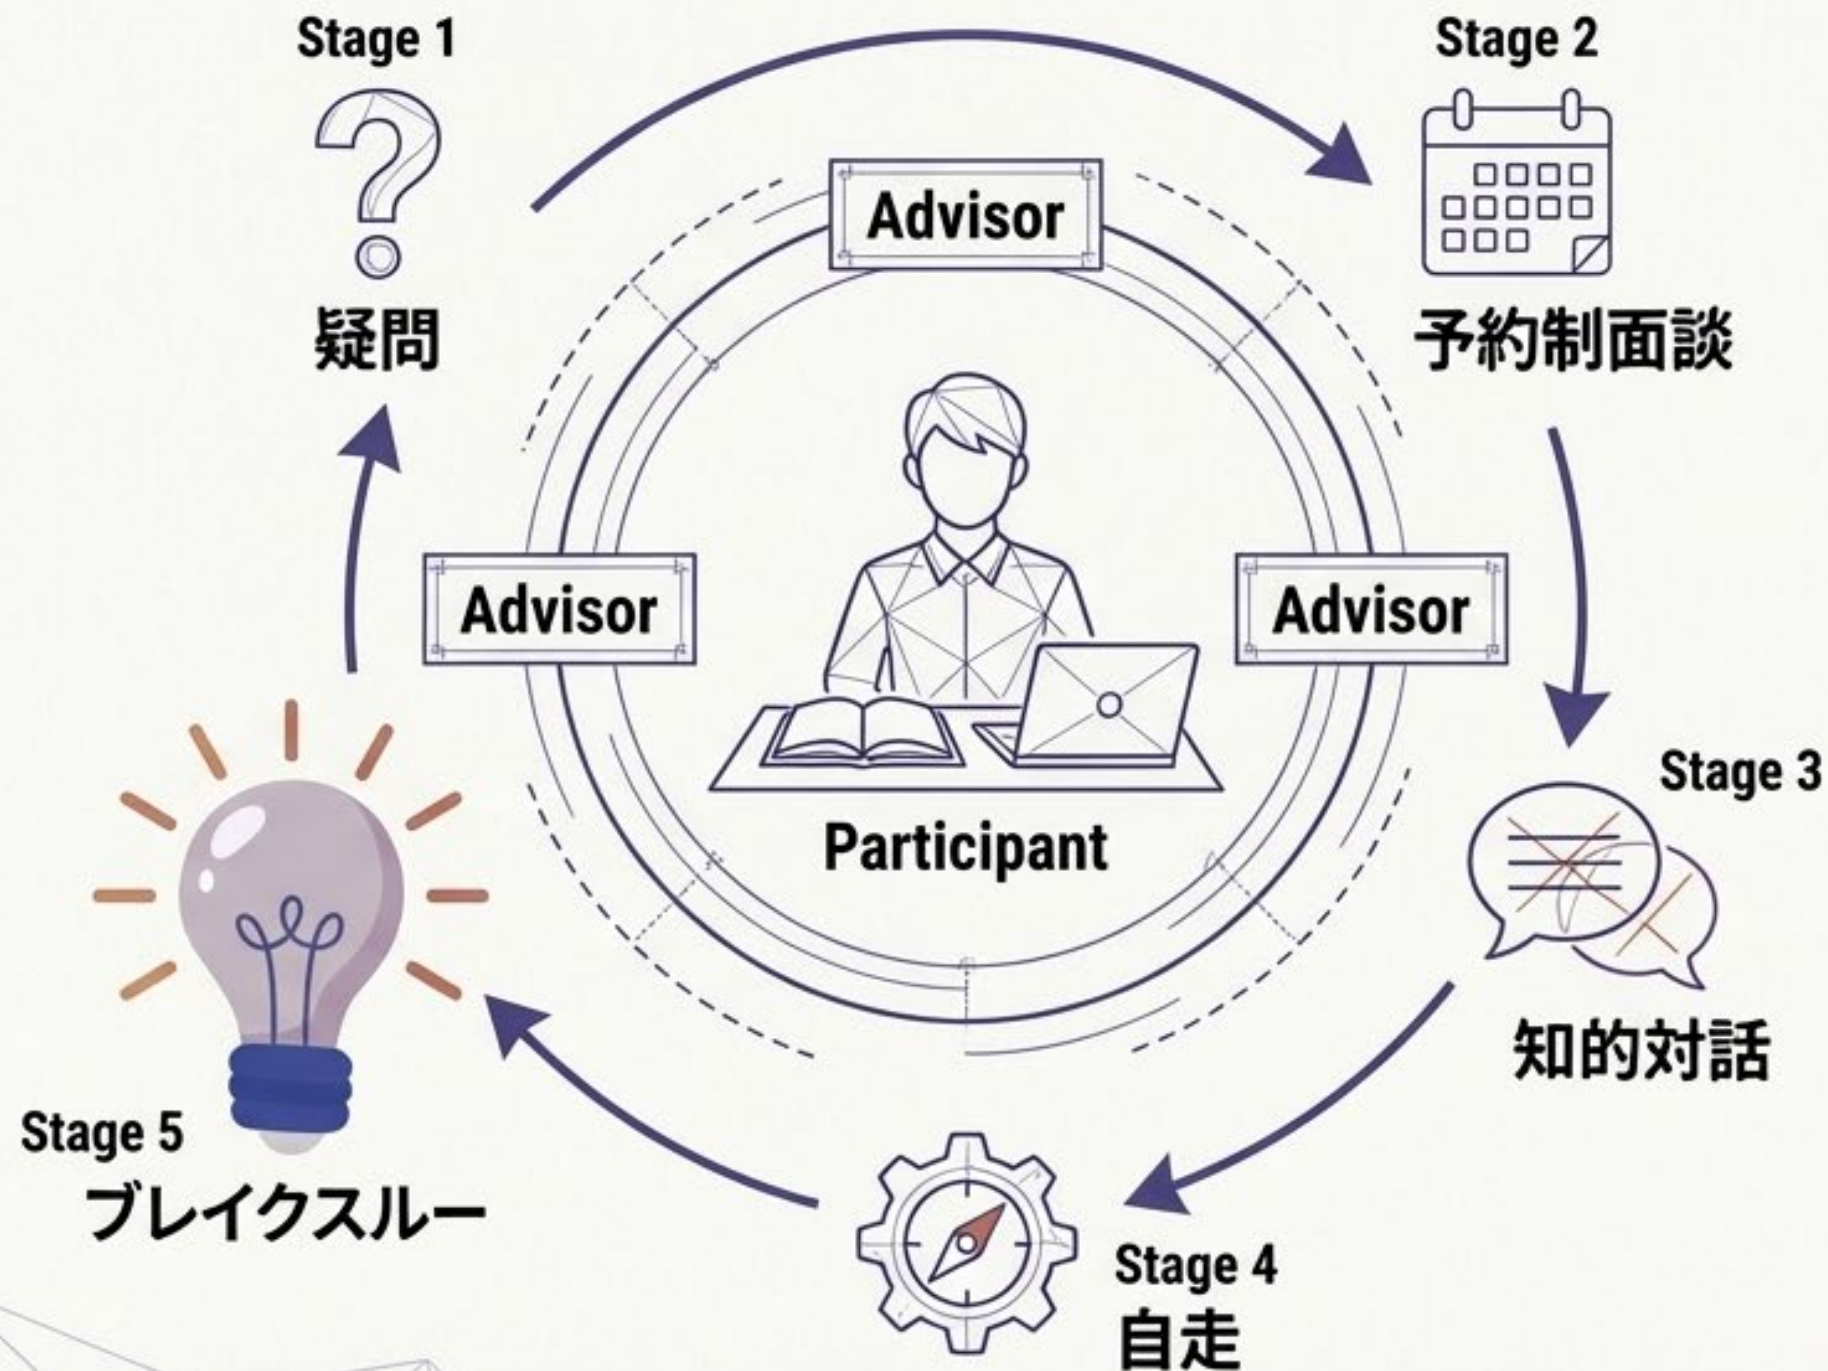 Stage 1
疑問
Stage 2
予約制面談
Advisor
Advisor
Advisor
Participant
Stage 3
知的対話
Stage 4
自走
Stage 5
ブレイクスルー